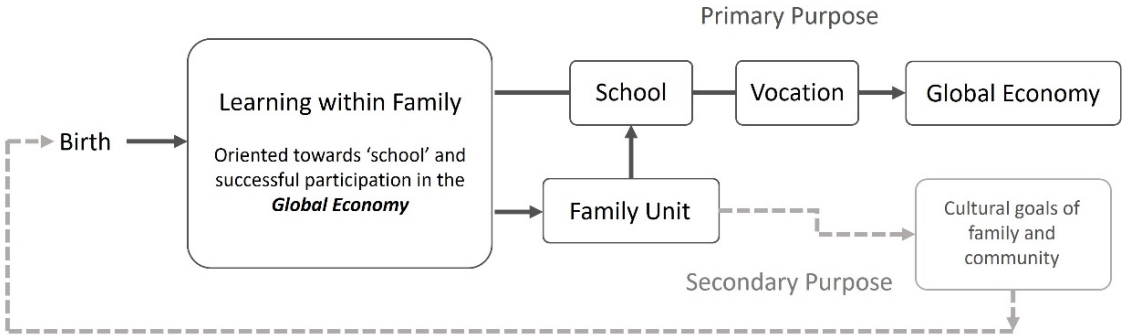 Primary Purpose
Learning within Family
Oriented towards ‘school’ and
successful participation in the
Global Economy
Birth
School
Vocation
Global Economy
Family Unit
Cultural goals of
family and
community
Secondary Purpose